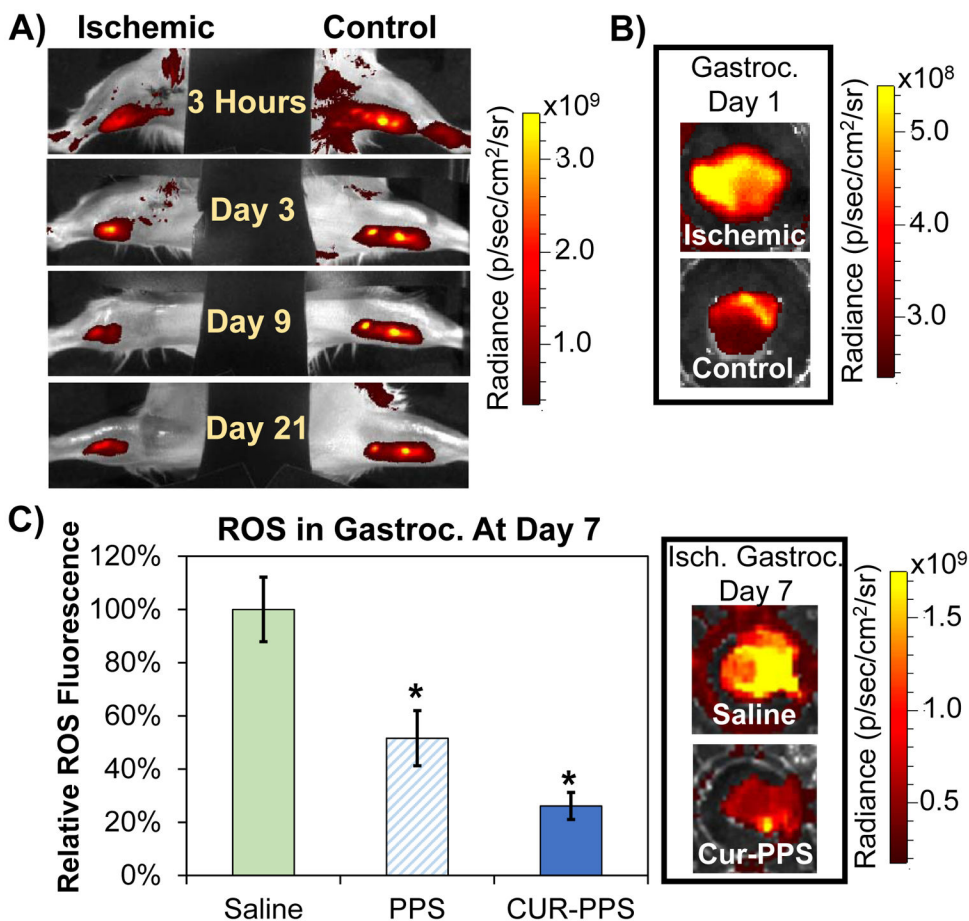 A)
Ischemic
Control
3 Hours
Day 3
Day 9
Day 21
x10⁹
3.0
2.0
1.0
Radiance (p/sec/cm²/sr)
B)
Gastroc.
Day 1
Ischemic
Control
x10⁸
5.0
4.0
3.0
Radiance (p/sec/cm²/sr)
C)
ROS in Gastroc. At Day 7
Relative ROS Fluorescence
120%
100%
80%
60%
40%
20%
0%
*
*
Saline
PPS
CUR-PPS
Isch. Gastroc.
Day 7
Saline
Cur-PPS
x10⁹
1.5
1.0
0.5
Radiance (p/sec/cm²/sr)